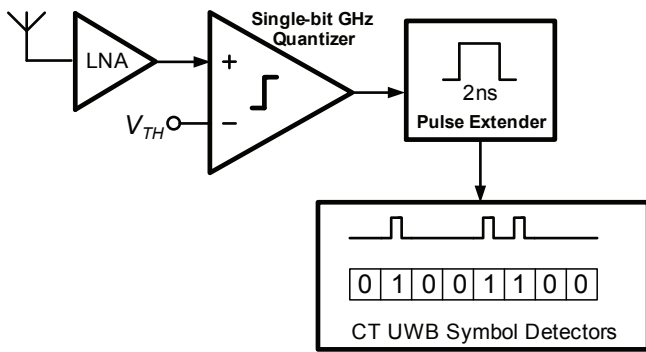 Single-bit GHz
Quantizer
LNA
+
V_TH
−
2ns
Pulse Extender
0 1 0 0 1 1 0 0
CT UWB Symbol Detectors